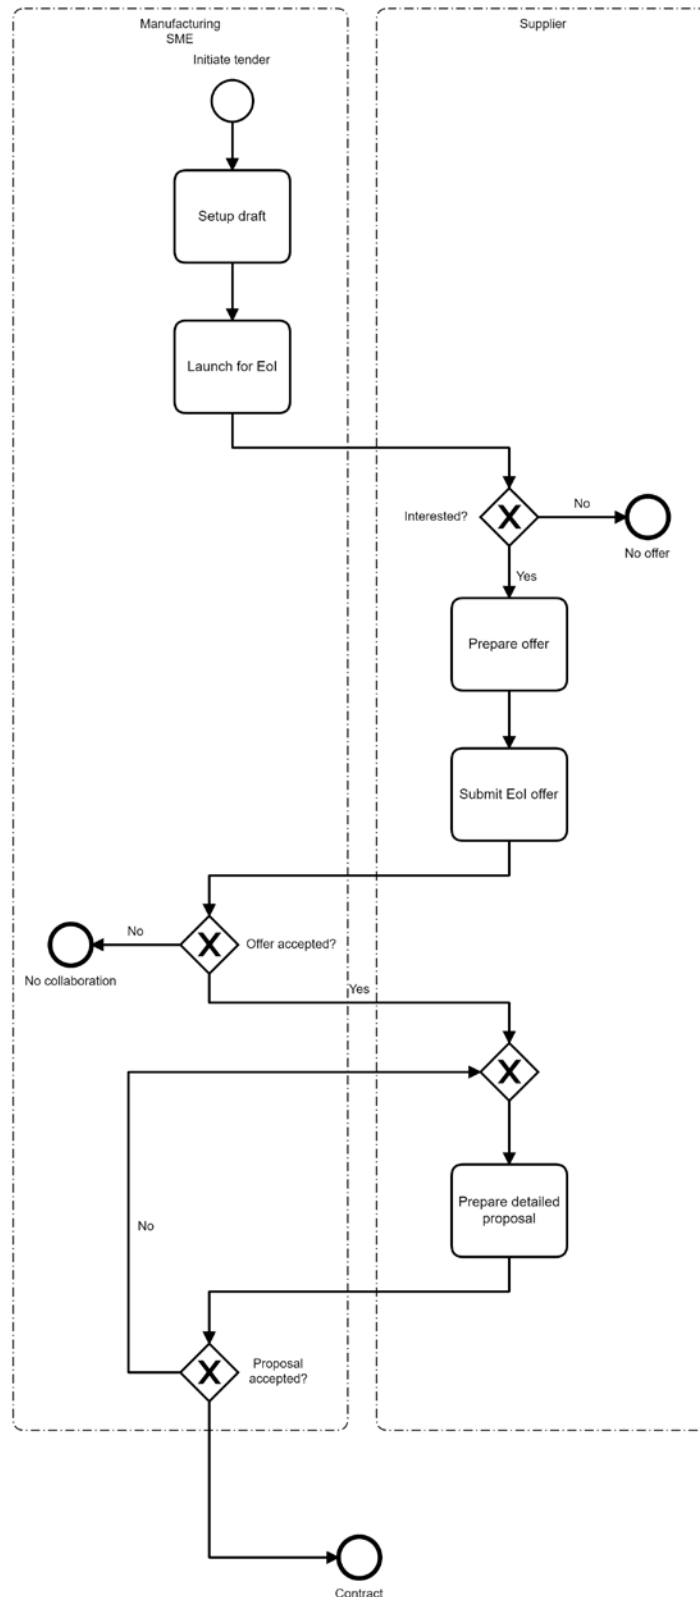 Manufacturing
SME
Supplier
Initiate tender
Setup draft
Launch for EoI
Interested?
No
No offer
Yes
Prepare offer
Submit EoI offer
No
Offer accepted?
No collaboration
Yes
Prepare detailed
proposal
No
Proposal
accepted?
Contract